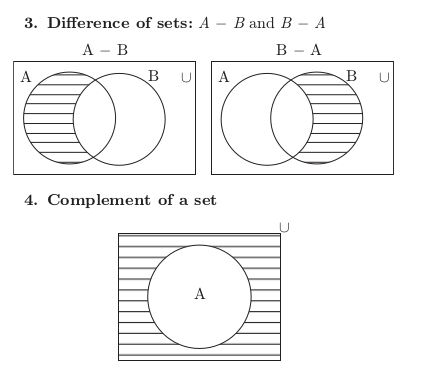 3. Difference of sets: A − B and B − A
A − B
B − A
A B ∪
A B ∪
4. Complement of a set
∪
A